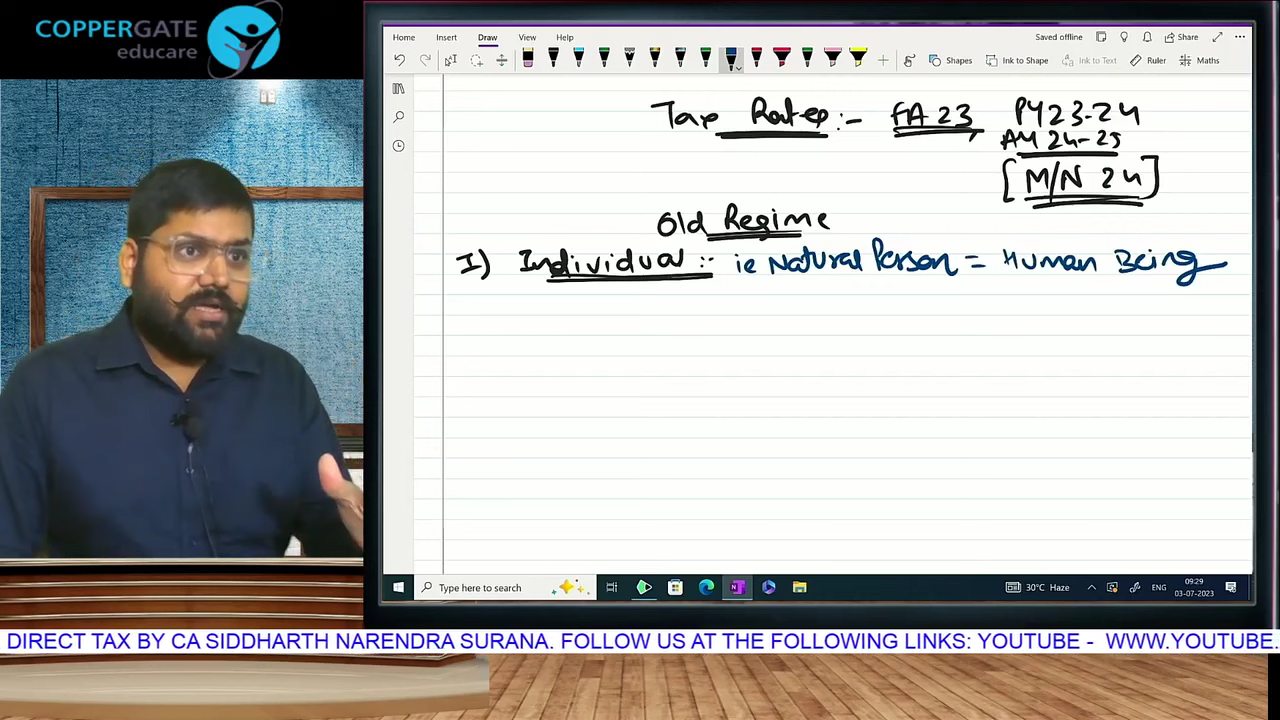 COPPERGATE
educare
Home Insert Draw View Help
Saved offline
Share
Shapes
Ink to Shape
Ink to Text
Ruler
Maths
Tax Rates :- FA 23, PY 23-24
AY 24-25
[M/N 24]
Old Regime
I) Individual :- ie Natural Person = Human Being
Type here to search
30°C Haze
ENG
09:29
03-07-2023
DIRECT TAX BY CA SIDDHARTH NARENDRA SURANA. FOLLOW US AT THE FOLLOWING LINKS: YOUTUBE - WWW.YOUTUBE.